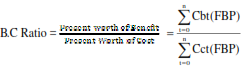 B.C Ratio = Present Worth of Benefit / Present Worth of Cost = n ∑ i=0 Cbt(FBP) / n ∑ i=0 Cct(FBP)